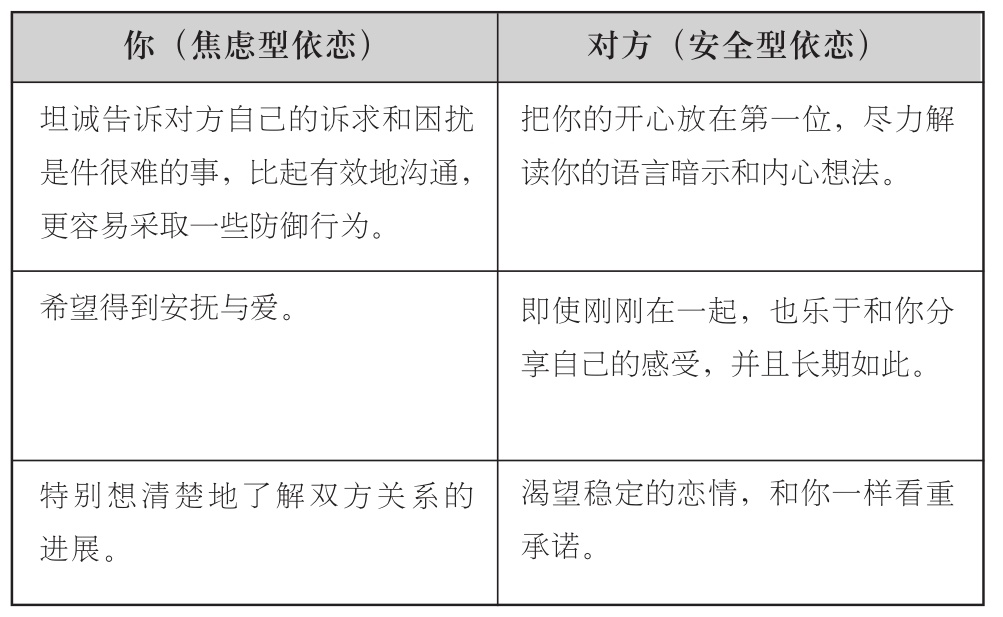 你（焦虑型依恋）
对方（安全型依恋）
坦诚告诉对方自己的诉求和困扰
是件很难的事，比起有效地沟通，
更容易采取一些防御行为。
把你的开心放在第一位，尽力解
读你的语言暗示和内心想法。
希望得到安抚与爱。
即使刚刚在一起，也乐于和你分
享自己的感受，并且长期如此。
特别想清楚地了解双方关系的
进展。
渴望稳定的恋情，和你一样看重
承诺。